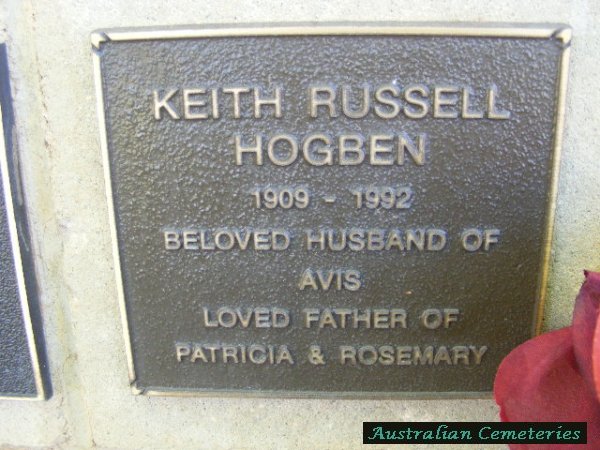 KEITH RUSSELL
HOGBEN
1909 - 1992
BELOVED HUSBAND OF
AVIS
LOVED FATHER OF
PATRICIA & ROSEMARY
Australian Cemeteries